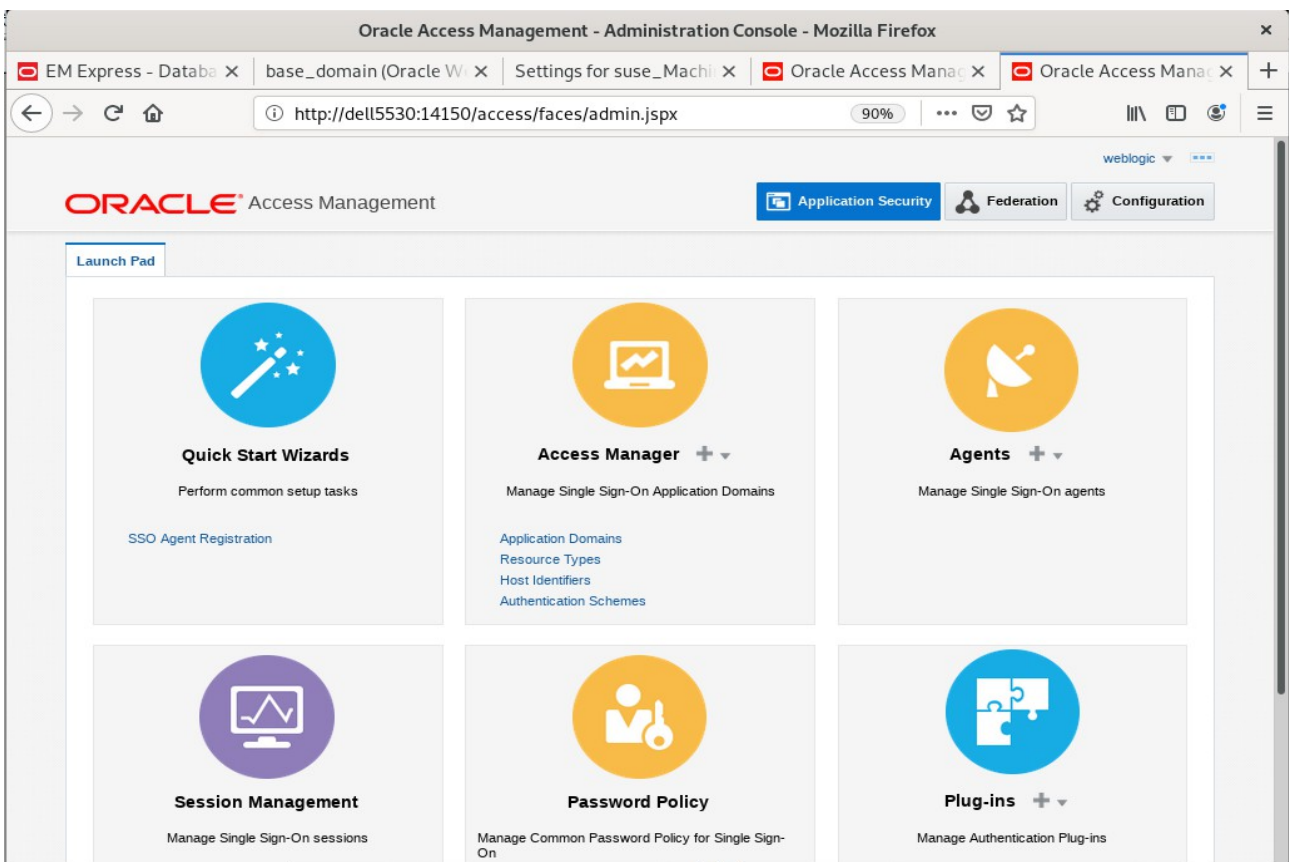 Oracle Access Management - Administration Console - Mozilla Firefox
EM Express - Databa
base_domain (Oracle W
Settings for suse_Machi
Oracle Access Manag
Oracle Access Manag
http://dell5530:14150/access/faces/admin.jspx
90%
weblogic
ORACLE Access Management
Application Security
Federation
Configuration
Launch Pad
Quick Start Wizards
Perform common setup tasks
SSO Agent Registration
Access Manager
Manage Single Sign-On Application Domains
Application Domains
Resource Types
Host Identifiers
Authentication Schemes
Agents
Manage Single Sign-On agents
Session Management
Manage Single Sign-On sessions
Password Policy
Manage Common Password Policy for Single Sign-
On
Plug-ins
Manage Authentication Plug-ins